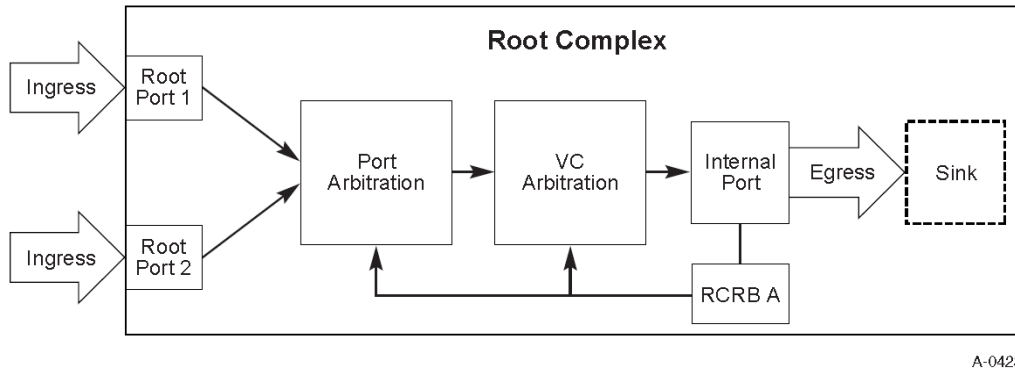 Root Complex
Ingress
Root
Port 1
Port
Arbitration
VC
Arbitration
Internal
Port
Egress
Sink
Ingress
Root
Port 2
RCRB A